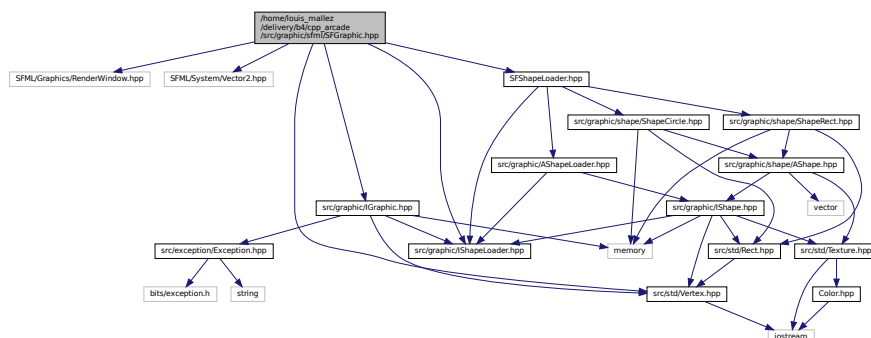 /home/louis_mallez
/delivery/b4/cpp_arcade
/src/graphic/sfml/SFGraphic.hpp
SFML/Graphics/RenderWindow.hpp
SFML/System/Vector2.hpp
SFShapeLoader.hpp
src/graphic/shape/ShapeCircle.hpp
src/graphic/shape/ShapeRect.hpp
src/graphic/AShapeLoader.hpp
src/graphic/shape/AShape.hpp
src/graphic/IGraphic.hpp
src/graphic/IShape.hpp
vector
src/exception/Exception.hpp
src/graphic/IShapeLoader.hpp
memory
src/std/Rect.hpp
src/std/Texture.hpp
bits/exception.h
string
src/std/Vertex.hpp
Color.hpp
iostream